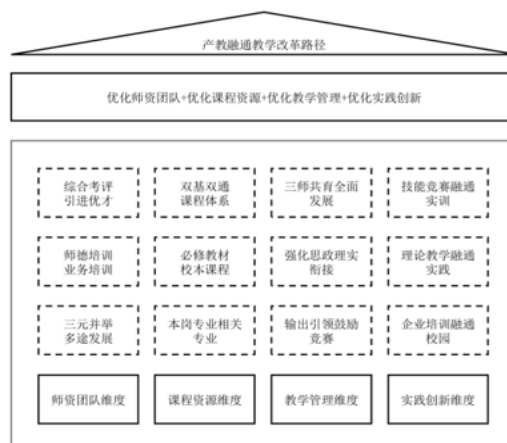 产教融通教学改革路径
优化师资团队+优化课程资源+优化教学管理+优化实践创新
综合考评
引进优才
双基双通
课程体系
三师共育全面
发展
技能竞赛融通
实训
师德培训
业务培训
必修教材
校本课程
强化思政理实
衔接
理论教学融通
实践
三元并举
多途发展
本岗专业相关
专业
输出引领鼓励
竞赛
企业培训融通
校园
师资团队维度
课程资源维度
教学管理维度
实践创新维度